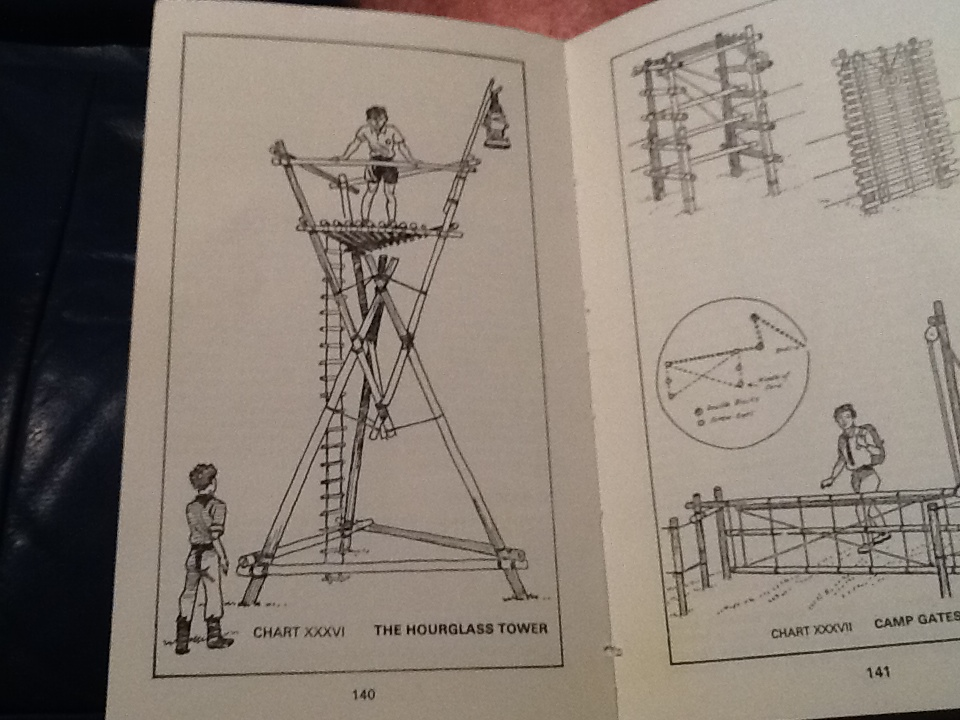 CHART XXXVI THE HOURGLASS TOWER
140
CHART XXXVII CAMP GATES
141